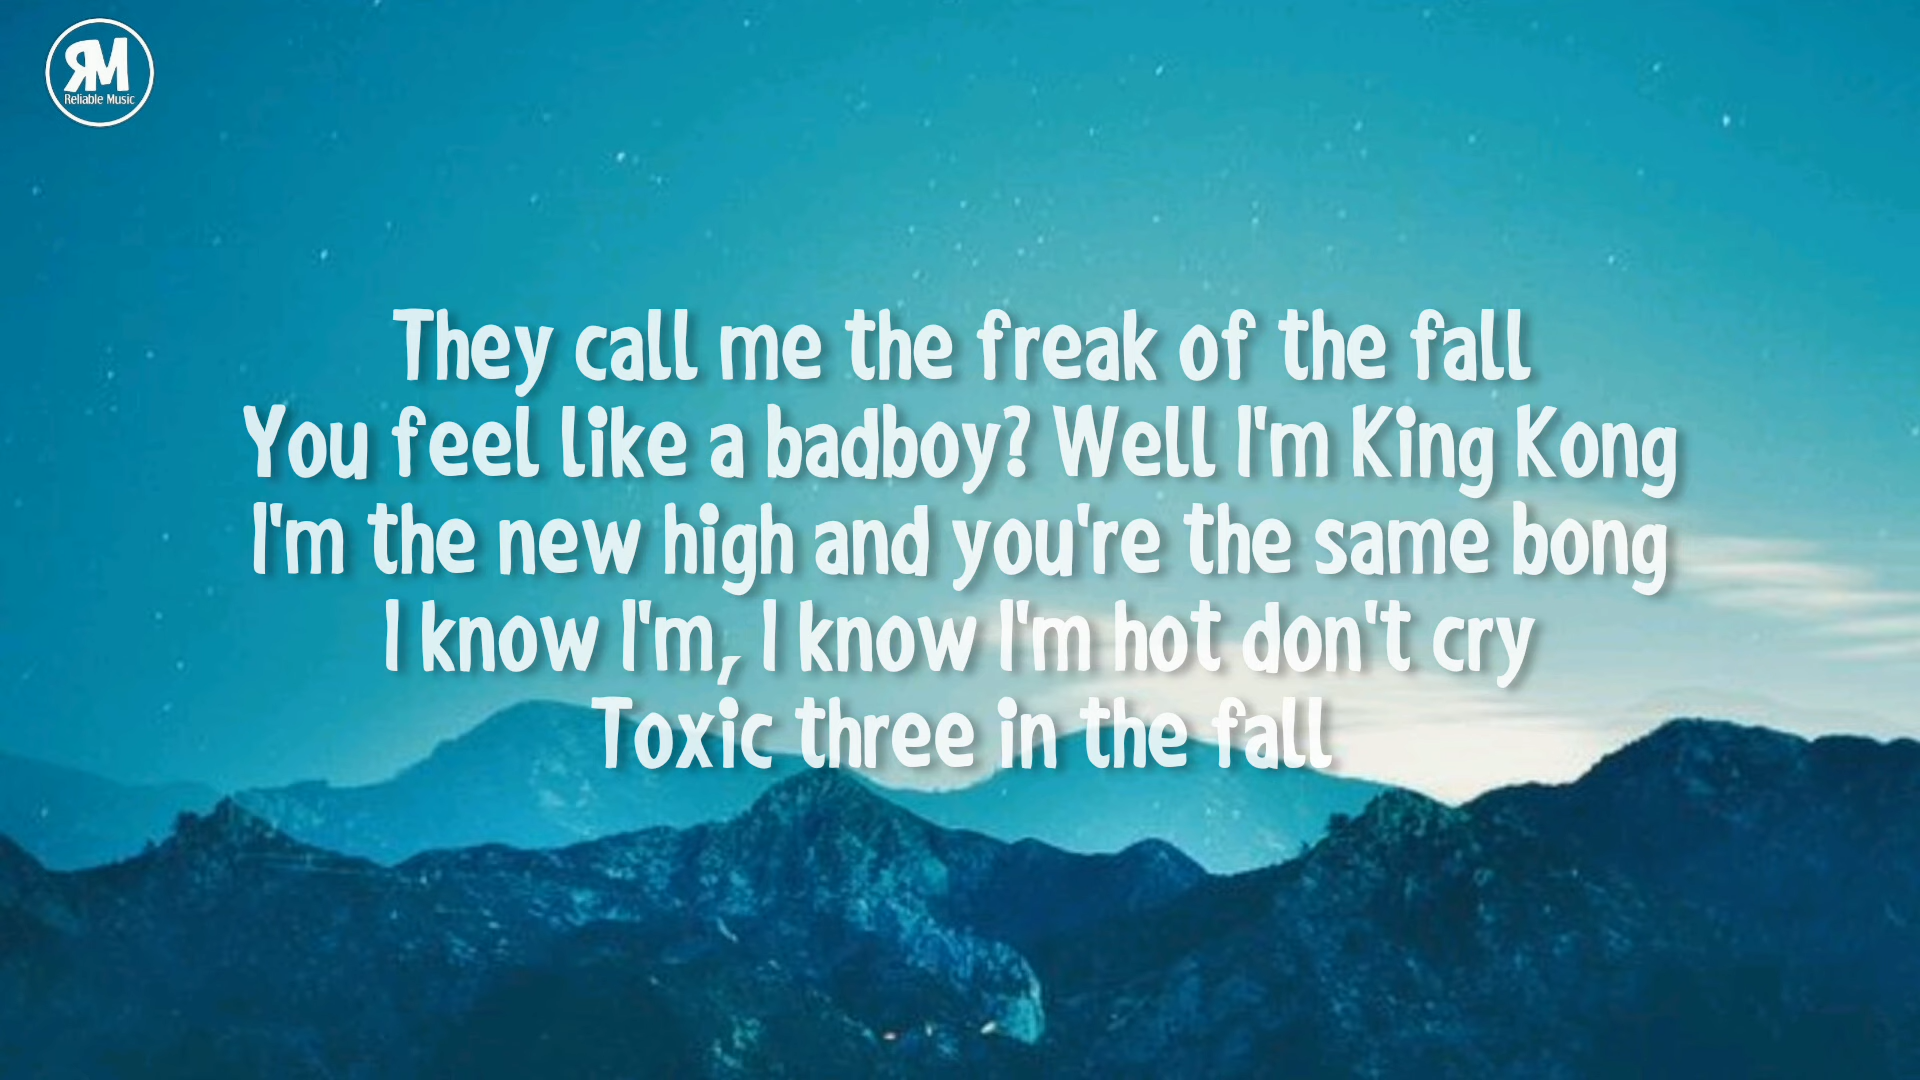 RM
Reliable Music
They call me the freak of the fall
You feel like a badboy? Well I'm King Kong
I'm the new high and you're the same bong
I know I'm, I know I'm hot don't cry
Toxic three in the fall